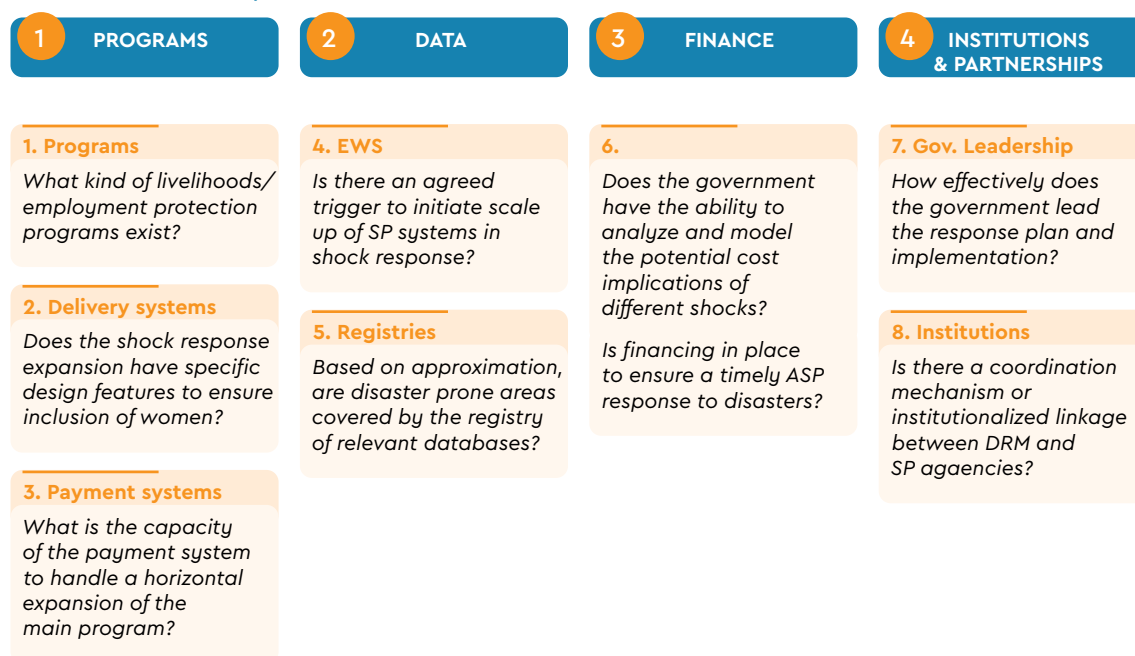 1 PROGRAMS
1. Programs
What kind of livelihoods/
employment protection
programs exist?
2. Delivery systems
Does the shock response
expansion have specific
design features to ensure
inclusion of women?
3. Payment systems
What is the capacity
of the payment system
to handle a horizontal
expansion of the
main program?
2 DATA
4. EWS
Is there an agreed
trigger to initiate scale
up of SP systems in
shock response?
5. Registries
Based on approximation,
are disaster prone areas
covered by the registry
of relevant databases?
3 FINANCE
6.
Does the government
have the ability to
analyze and model
the potential cost
implications of
different shocks?
Is financing in place
to ensure a timely ASP
response to disasters?
4 INSTITUTIONS
& PARTNERSHIPS
7. Gov. Leadership
How effectively does
the government lead
the response plan and
implementation?
8. Institutions
Is there a coordination
mechanism or
institutionalized linkage
between DRM and
SP agaencies?